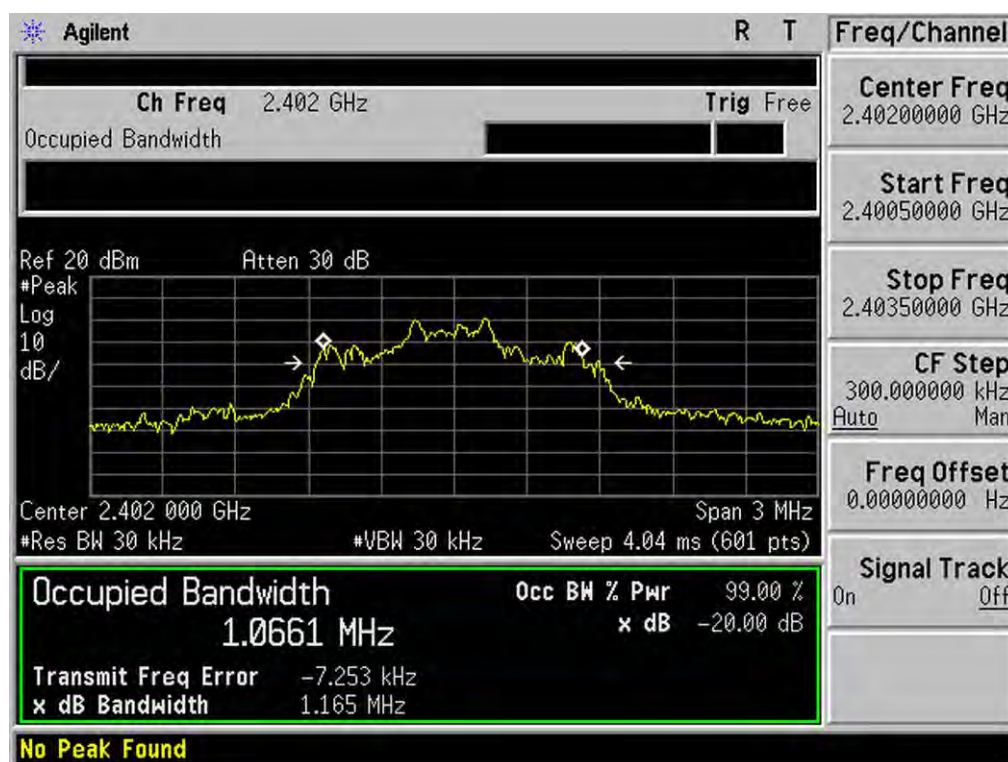 Agilent R T Freq/Channel
Ch Freq 2.402 GHz Trig Free
Occupied Bandwidth
Center Freq
2.40200000 GHz
Start Freq
2.40050000 GHz
Stop Freq
2.40350000 GHz
CF Step
300.000000 kHz
Auto Man
Freq Offset
0.00000000 Hz
Signal Track
On Off
Ref 20 dBm Atten 30 dB
#Peak
Log
10
dB/
Center 2.402 000 GHz Span 3 MHz
#Res BW 30 kHz #VBW 30 kHz Sweep 4.04 ms (601 pts)
Occupied Bandwidth Occ BW % Pwr 99.00 %
1.0661 MHz x dB -20.00 dB
Transmit Freq Error -7.253 kHz
x dB Bandwidth 1.165 MHz
No Peak Found